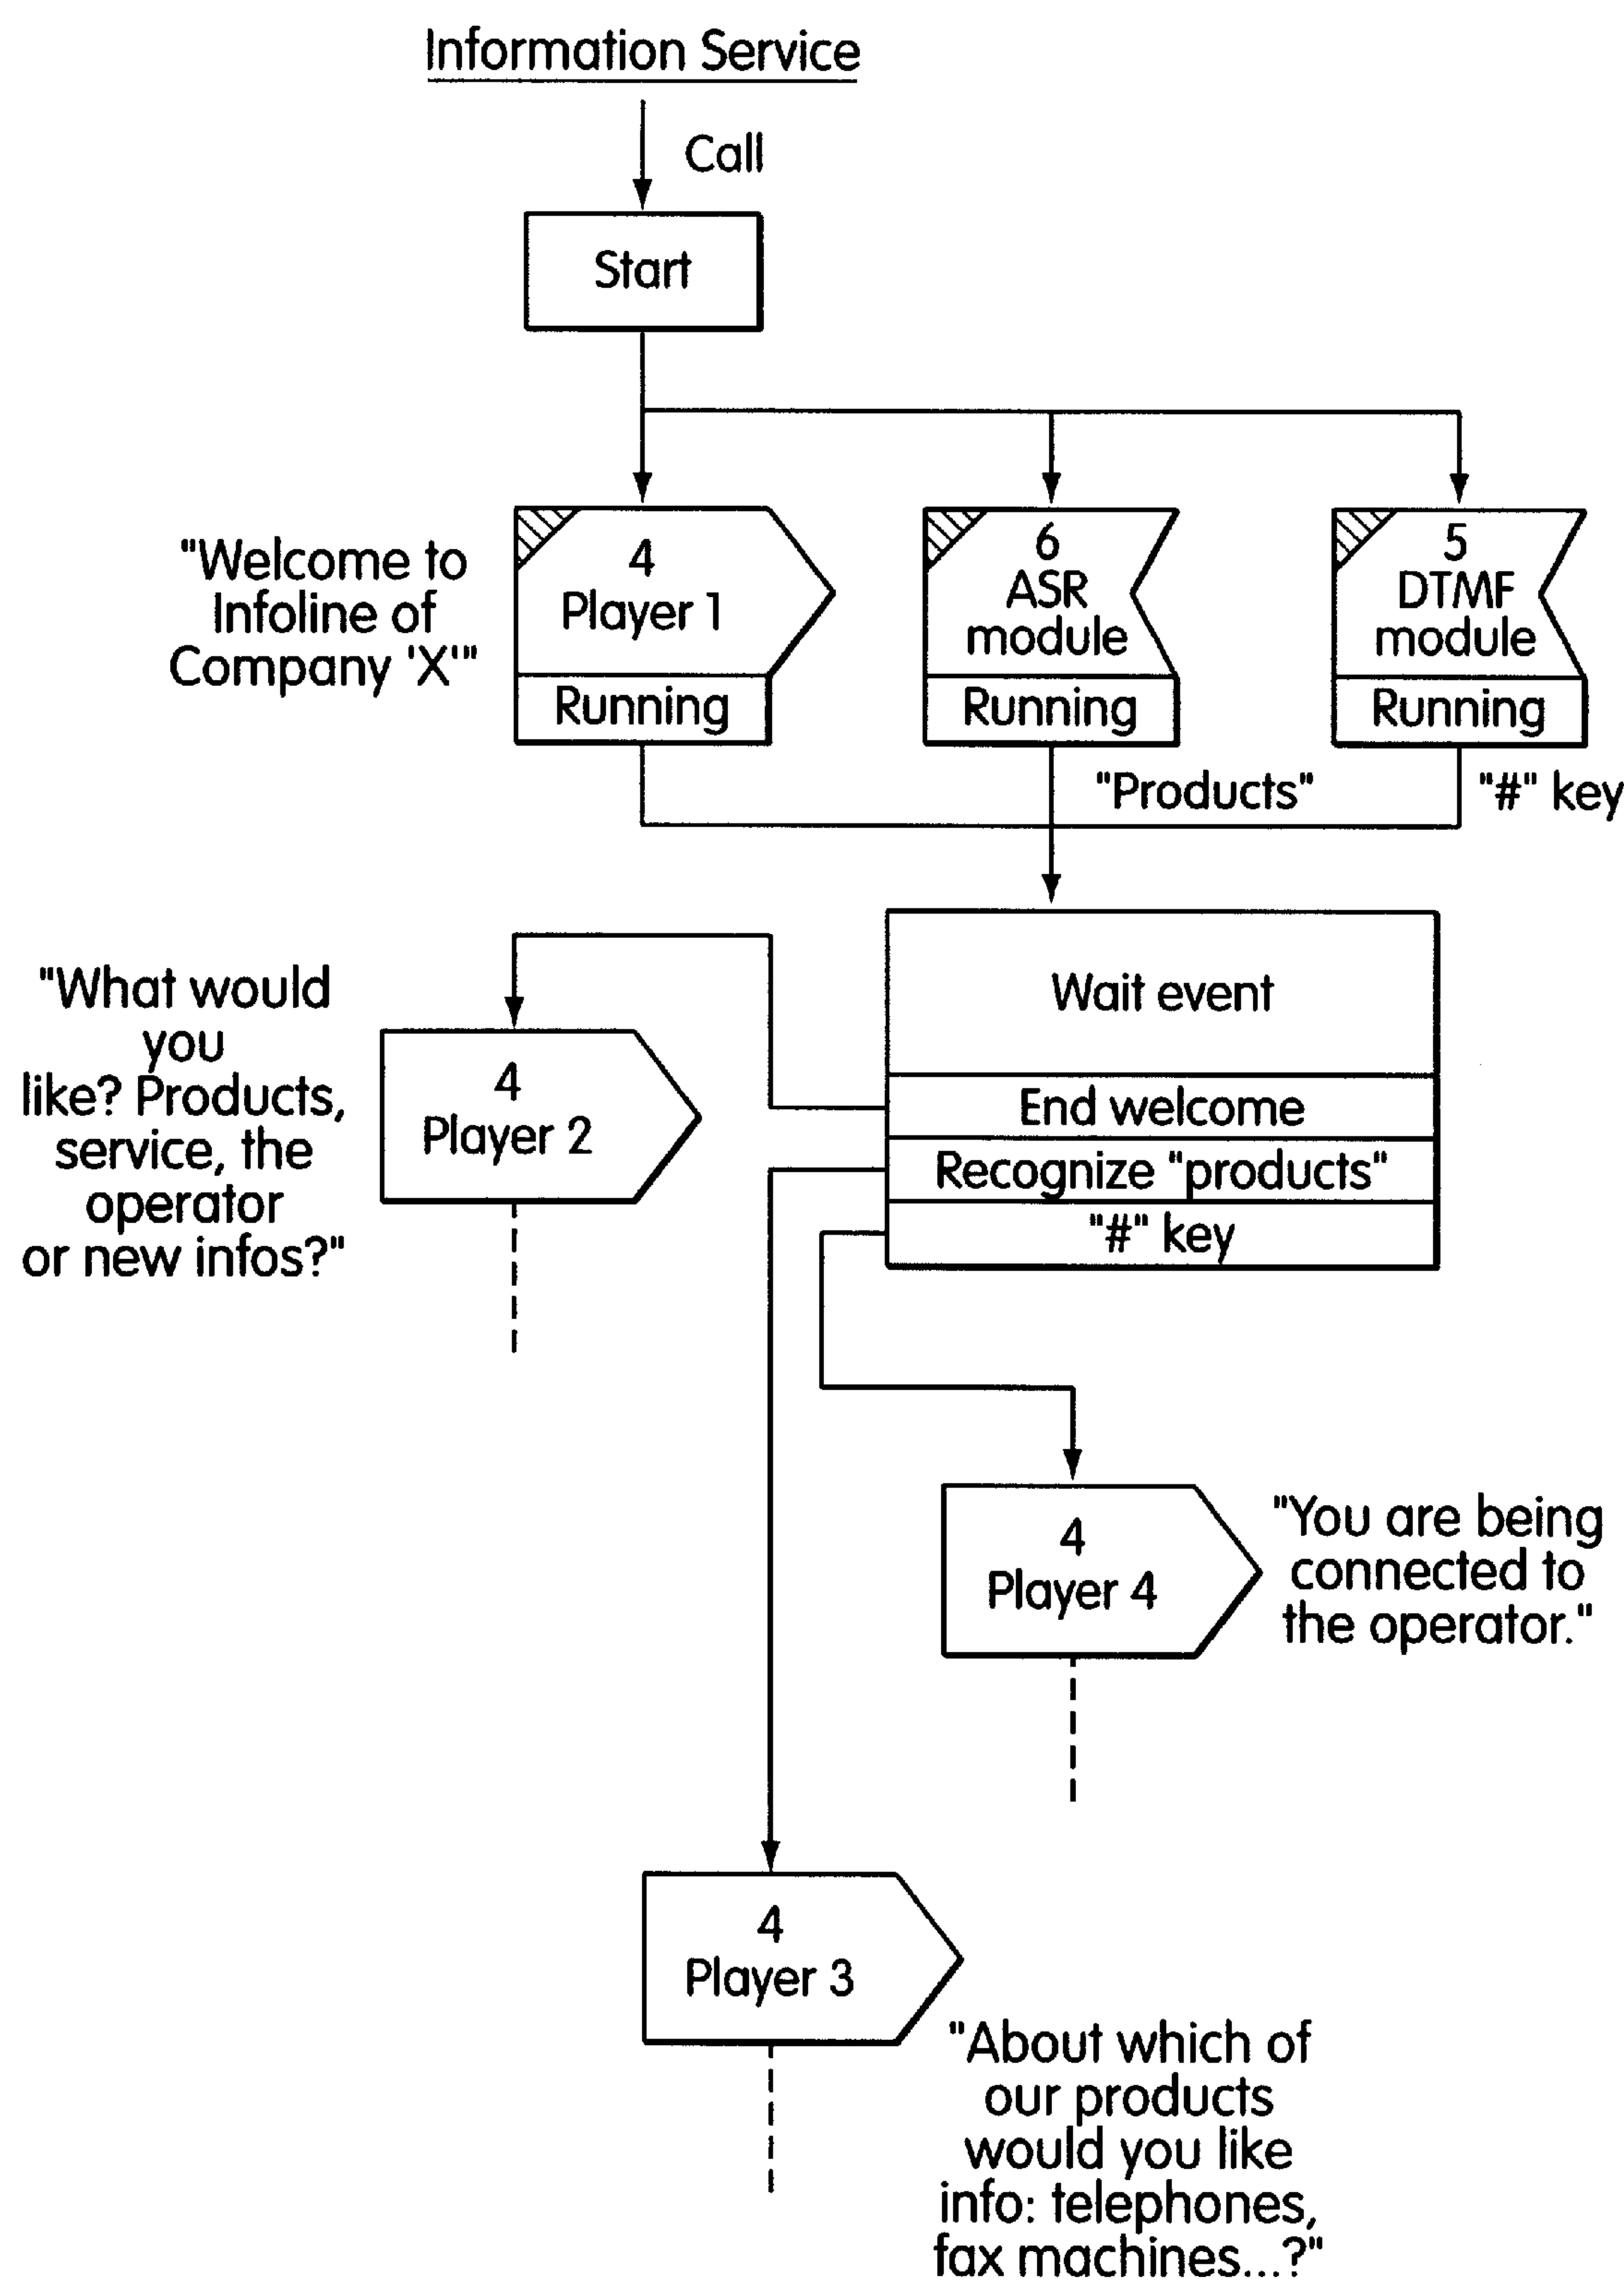 Information Service
Call
Start
"Welcome to
Infoline of
Company 'X'"
4
Player 1
Running
6
ASR
module
Running
5
DTMF
module
Running
"Products"
"#" key
Wait event
End welcome
Recognize "products"
"#" key
"What would
you
like? Products,
service, the
operator
or new infos?"
4
Player 2
4
Player 4
"You are being
connected to
the operator."
4
Player 3
"About which of
our products
would you like
info: telephones,
fax machines...?"